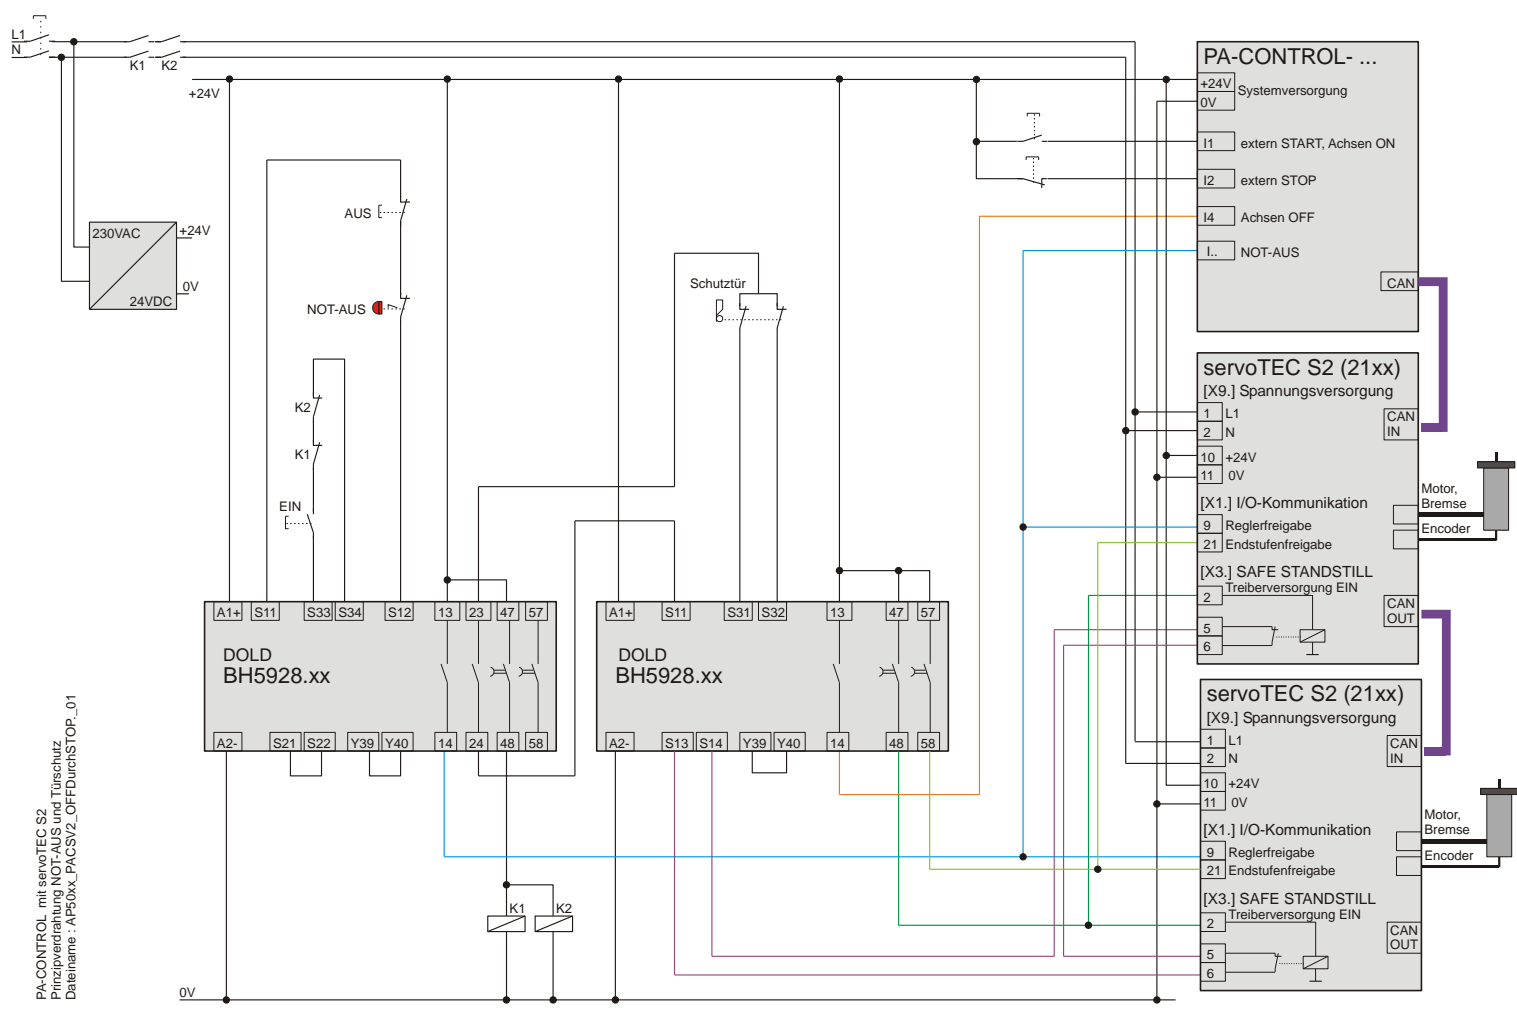 L1
N
K1 K2
+24V
230VAC
24VDC
+24V
0V
AUS
NOT-AUS
K2
K1
EIN
Schutztür
A1+ S11 S33 S34 S12 13 23 47 57
DOLD
BH5928.xx
A2- S21 S22 Y39 Y40 14 24 48 58
A1+ S11 S31 S32 13 47 57
DOLD
BH5928.xx
A2- S13 S14 Y39 Y40 14 48 58
K1 K2
0V
PA-CONTROL- ...
+24V
0V
Systemversorgung
I1 extern START, Achsen ON
I2 extern STOP
I4 Achsen OFF
I.. NOT-AUS
CAN
servoTEC S2 (21xx)
[X9.] Spannungsversorgung
1 L1
2 N
CAN
IN
10 +24V
11 0V
[X1.] I/O-Kommunikation
9 Reglerfreigabe
21 Endstufenfreigabe
Motor,
Bremse
Encoder
[X3.] SAFE STANDSTILL
2 Treiberversorgung EIN
5
6
CAN
OUT
servoTEC S2 (21xx)
[X9.] Spannungsversorgung
1 L1
2 N
CAN
IN
10 +24V
11 0V
[X1.] I/O-Kommunikation
9 Reglerfreigabe
21 Endstufenfreigabe
Motor,
Bremse
Encoder
[X3.] SAFE STANDSTILL
2 Treiberversorgung EIN
5
6
CAN
OUT
PA-CONTROL mit servoTEC S2
Prinzipverdrahtung NOT-AUS und Türschutz
Dateiname : AP50xx_PACSV2_OFFDurchSTOP._01